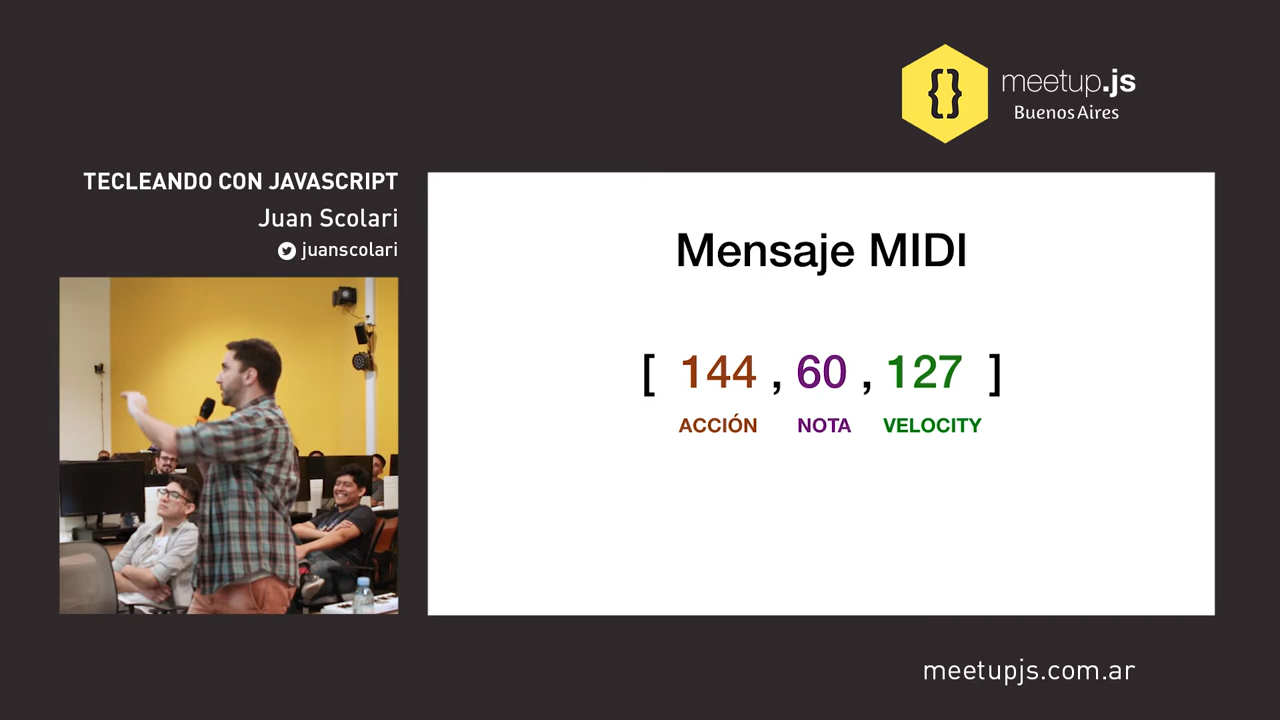 {}
meetup.js
Buenos Aires
TECLEANDO CON JAVASCRIPT
Juan Scolari
juanscolari
Mensaje MIDI
[ 144 , 60 , 127 ]
ACCIÓN NOTA VELOCITY
meetupjs.com.ar